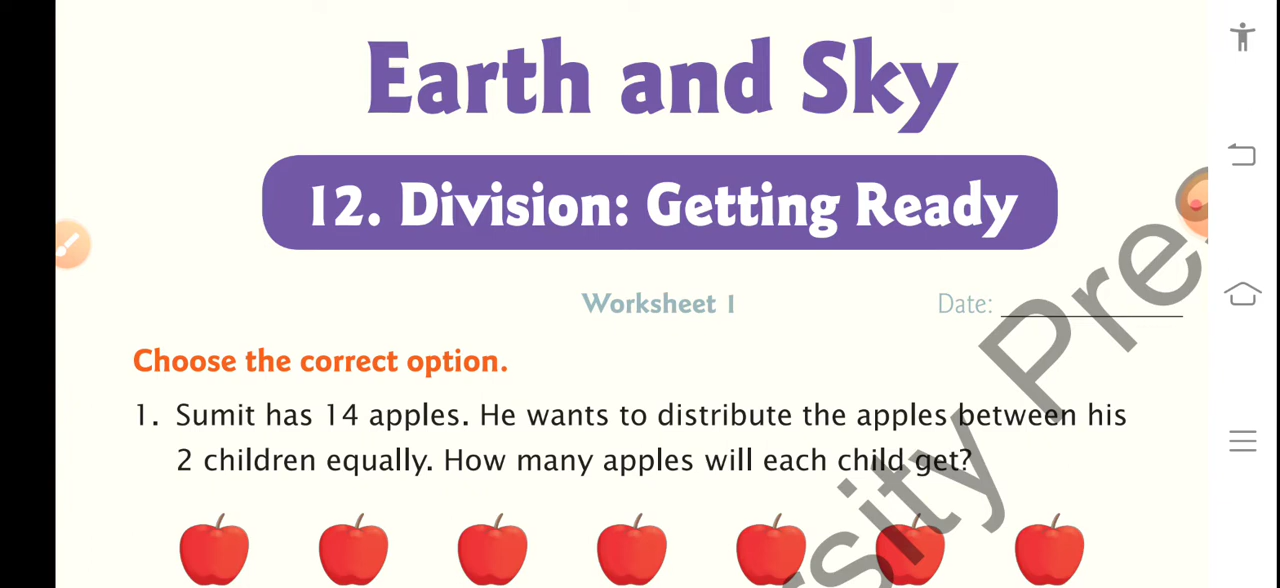 Earth and Sky
12. Division: Getting Ready
Worksheet 1
Date:
Choose the correct option.
1. Sumit has 14 apples. He wants to distribute the apples between his
2 children equally. How many apples will each child get?